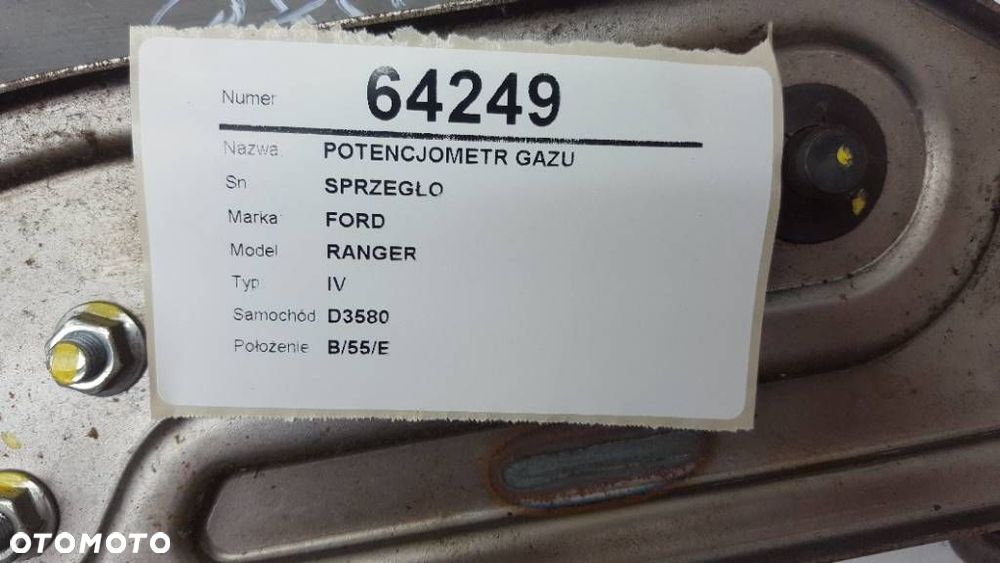 Numer 64249
Nazwa POTENCJOMETR GAZU
Sn SPRZEGŁO
Marka FORD
Model RANGER
Typ IV
Samochód D3580
Położenie B/55/E
OTOMOTO